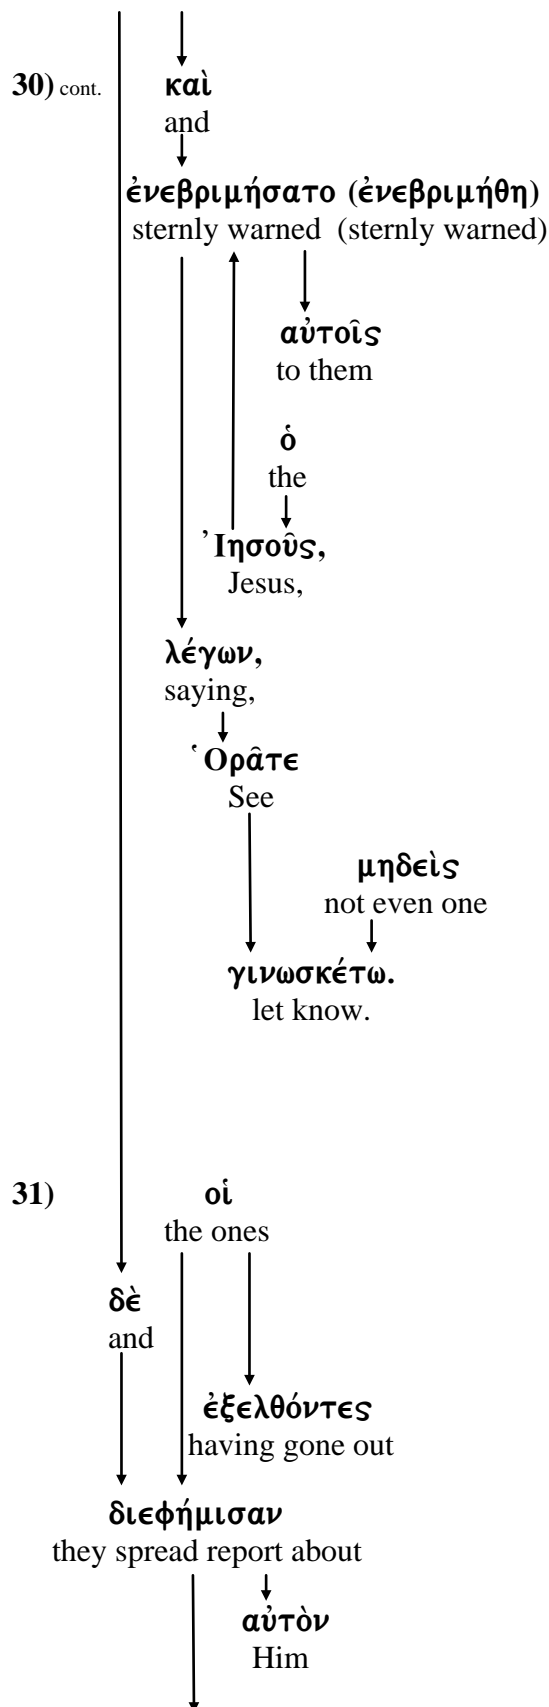 30) cont. καὶ
and
ἐνεβριμήσατο (ἐνεβριμήθη)
sternly warned (sternly warned)
αὐτοῖς
to them
ὁ
the
Ἰησοῦς,
Jesus,
λέγων,
saying,
Ὁρᾶτε
See
μηδεὶς
not even one
γινωσκέτω.
let know.
31) οἱ
the ones
δὲ
and
ἐξελθόντες
having gone out
διεφήμισαν
they spread report about
αὐτὸν
Him